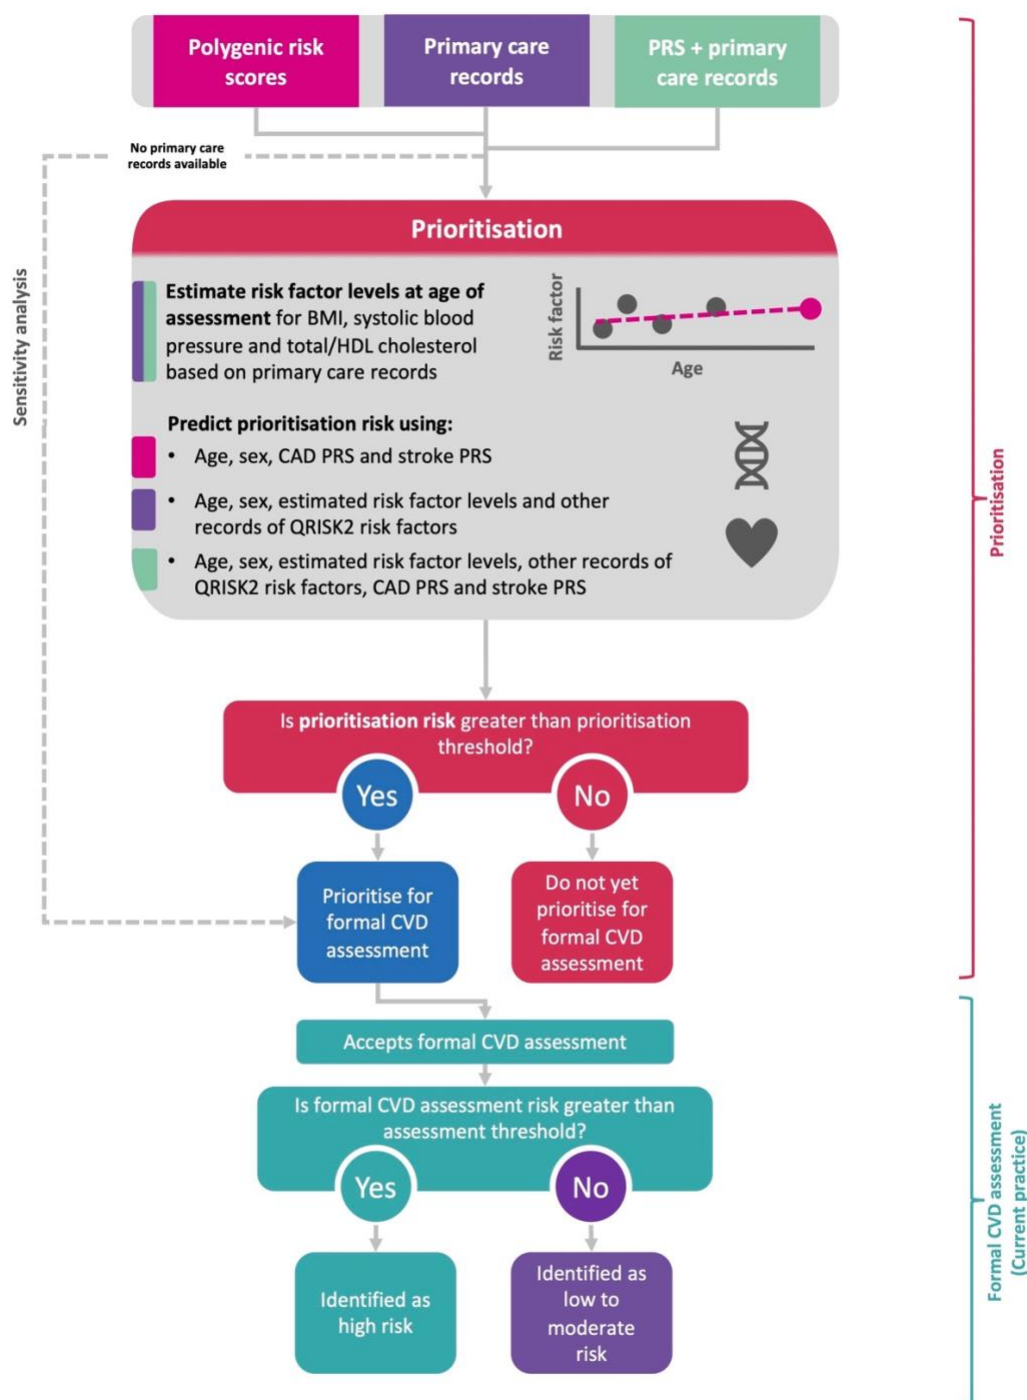 Polygenic risk
scores
Primary care
records
PRS + primary
care records
No primary care
records available
Sensitivity analysis
Prioritisation
Estimate risk factor levels at age of
assessment for BMI, systolic blood
pressure and total/HDL cholesterol
based on primary care records
Risk factor
Age
Predict prioritisation risk using:
• Age, sex, CAD PRS and stroke PRS
• Age, sex, estimated risk factor levels and other
records of QRISK2 risk factors
• Age, sex, estimated risk factor levels, other records of
QRISK2 risk factors, CAD PRS and stroke PRS
Prioritisation
Is prioritisation risk greater than prioritisation
threshold?
Yes
No
Prioritise for
formal CVD
assessment
Do not yet
prioritise for
formal CVD
assessment
Accepts formal CVD assessment
Is formal CVD assessment risk greater than
assessment threshold?
Yes
No
Identified as
high risk
Identified as
low to
moderate
risk
Formal CVD assessment
(Current practice)